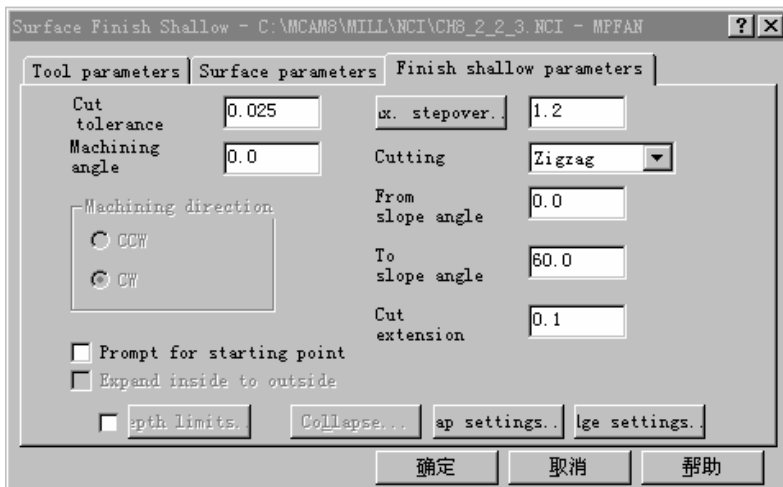 Surface Finish Shallow - C:\MCAM8\MILL\NCI\CH8_2_2_3.NCI - MPFAN
Tool parameters Surface parameters Finish shallow parameters
Cut tolerance 0.025 ux. stepover.. 1.2
Machining angle 0.0 Cutting Zigzag
Machining direction From slope angle 0.0
CCW
CW To slope angle 60.0
Cut extension 0.1
Prompt for starting point
Expand inside to outside
epth limits.. Collapse... ap settings.. lge settings..
确定 取消 帮助